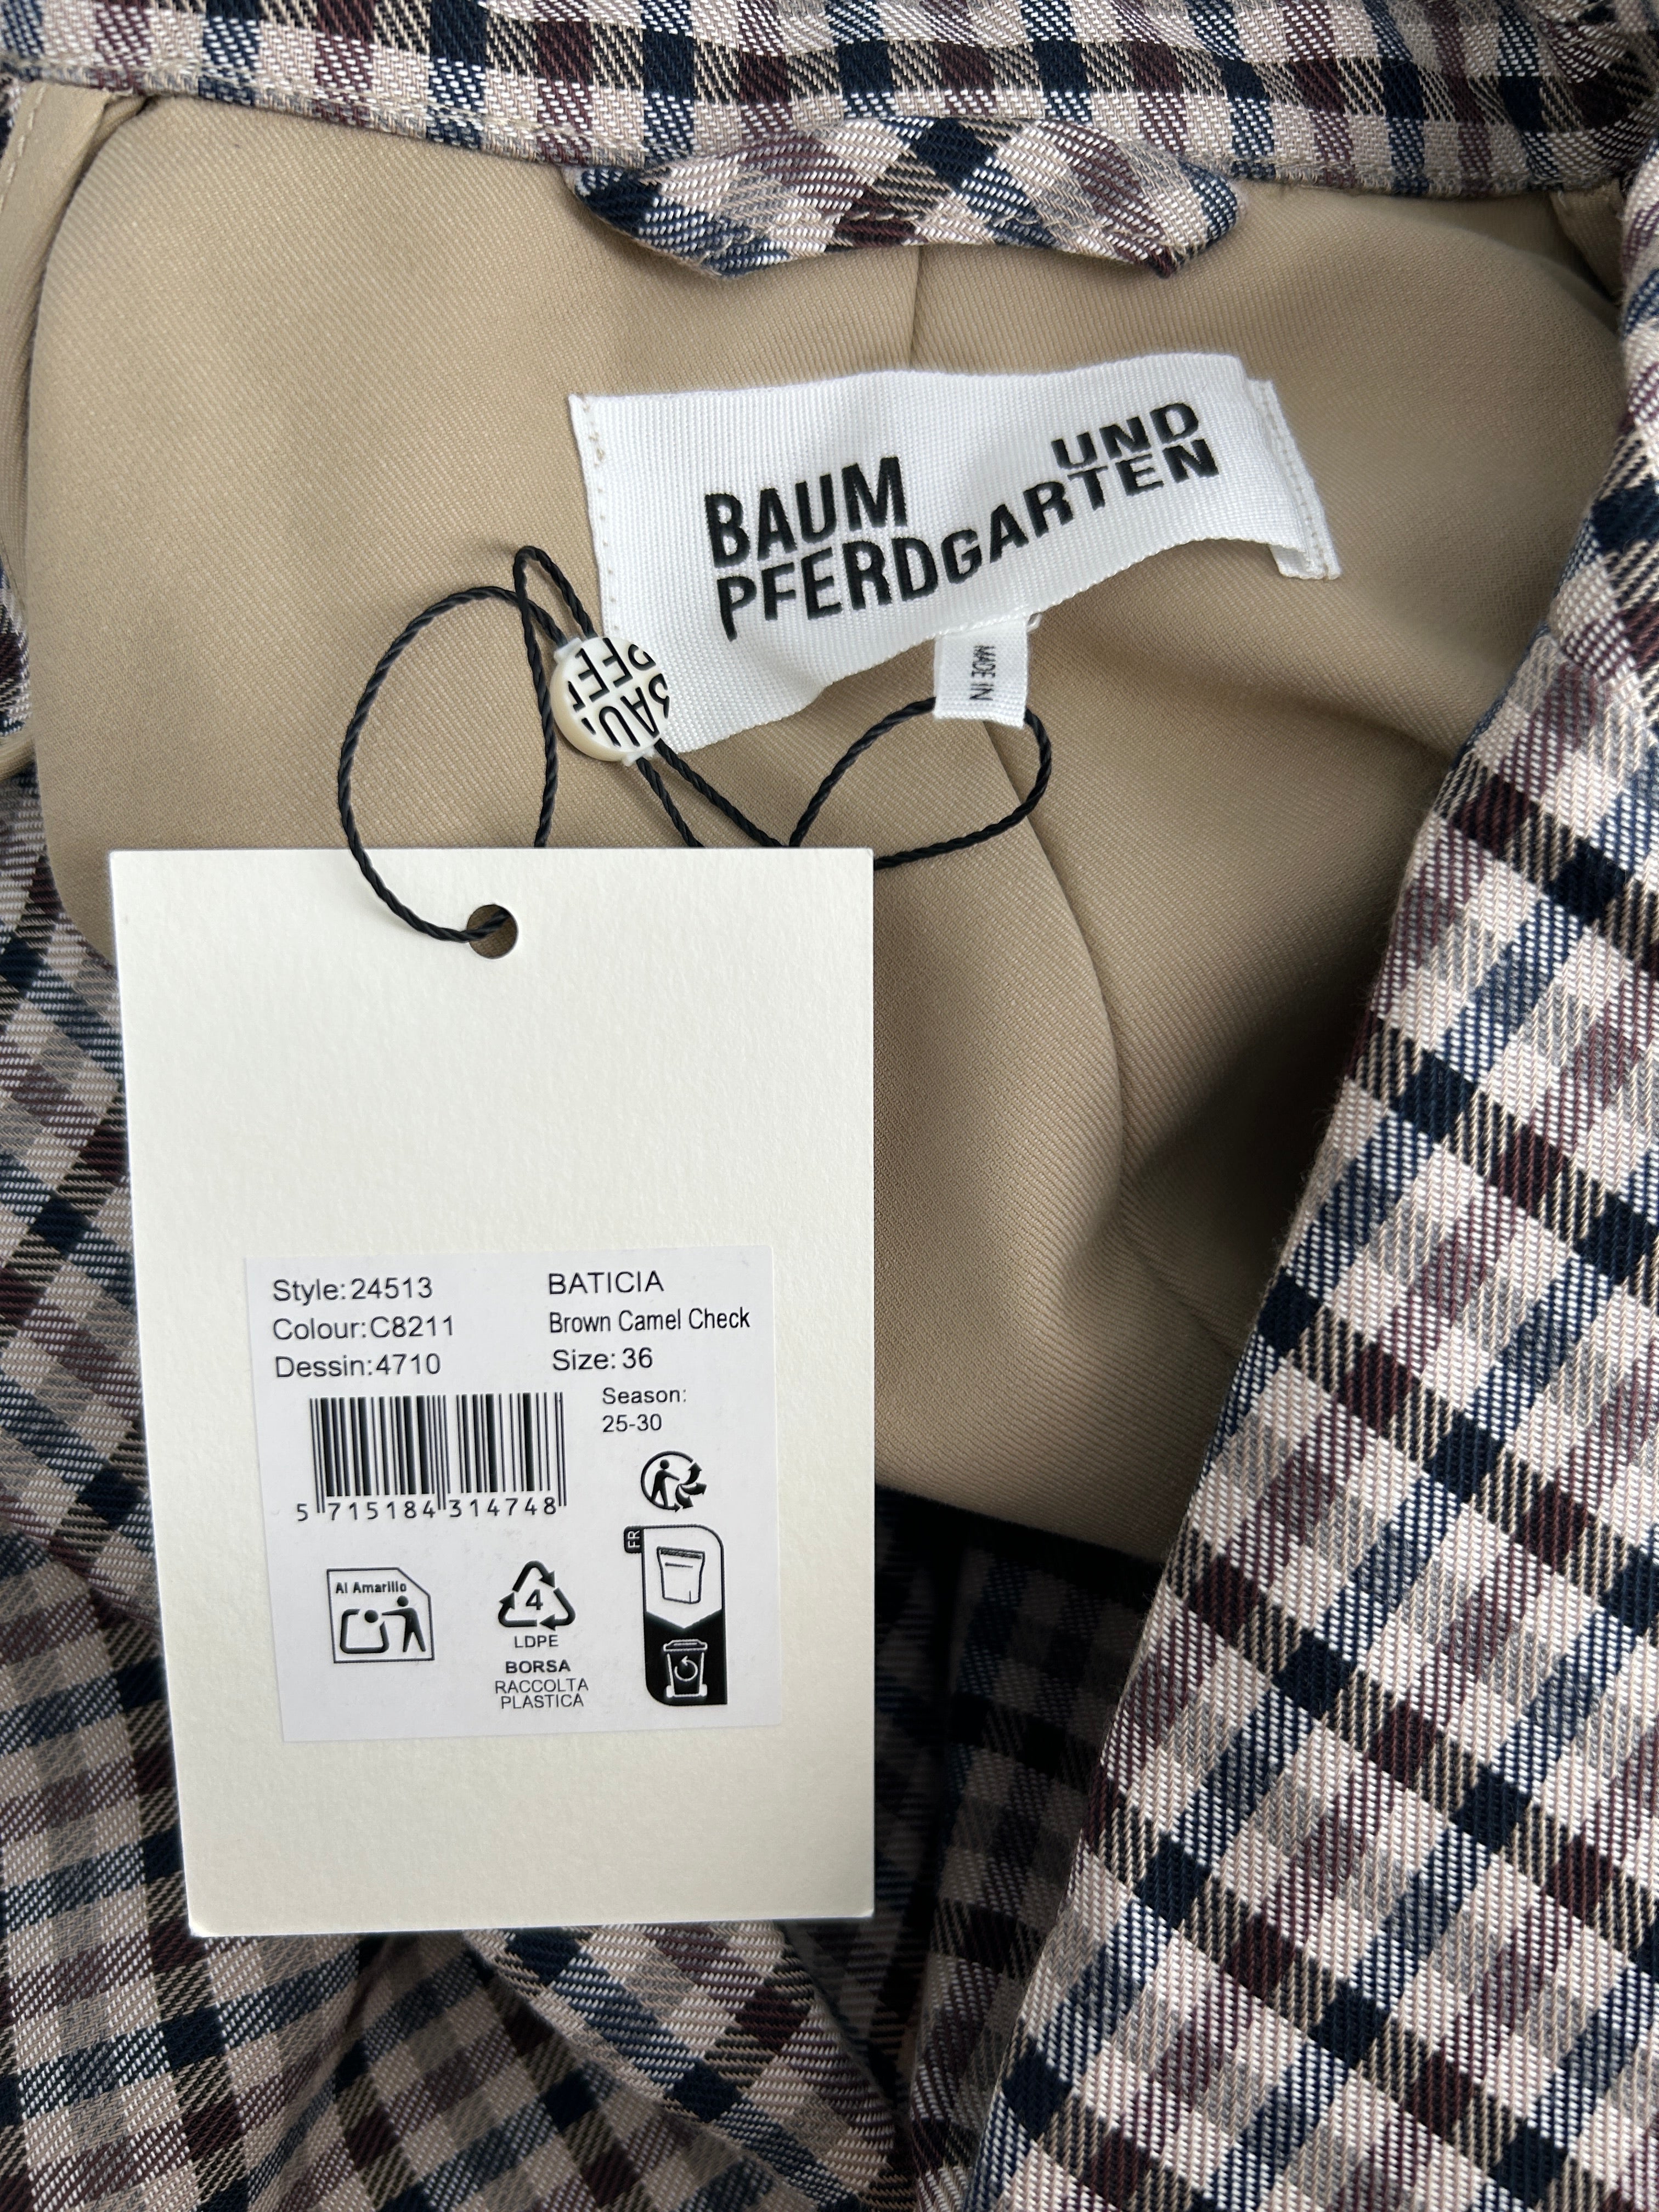 BAUM UND
PFERDGARTEN
MADE IN
Style:24513
BATICIA
Colour:C8211
Brown Camel Check
Dessin:4710
Size:36
Season:
25-30
5 715184 314748
FR
Al Amarillo
4
LDPE
BORSA
RACCOLTA
PLASTICA